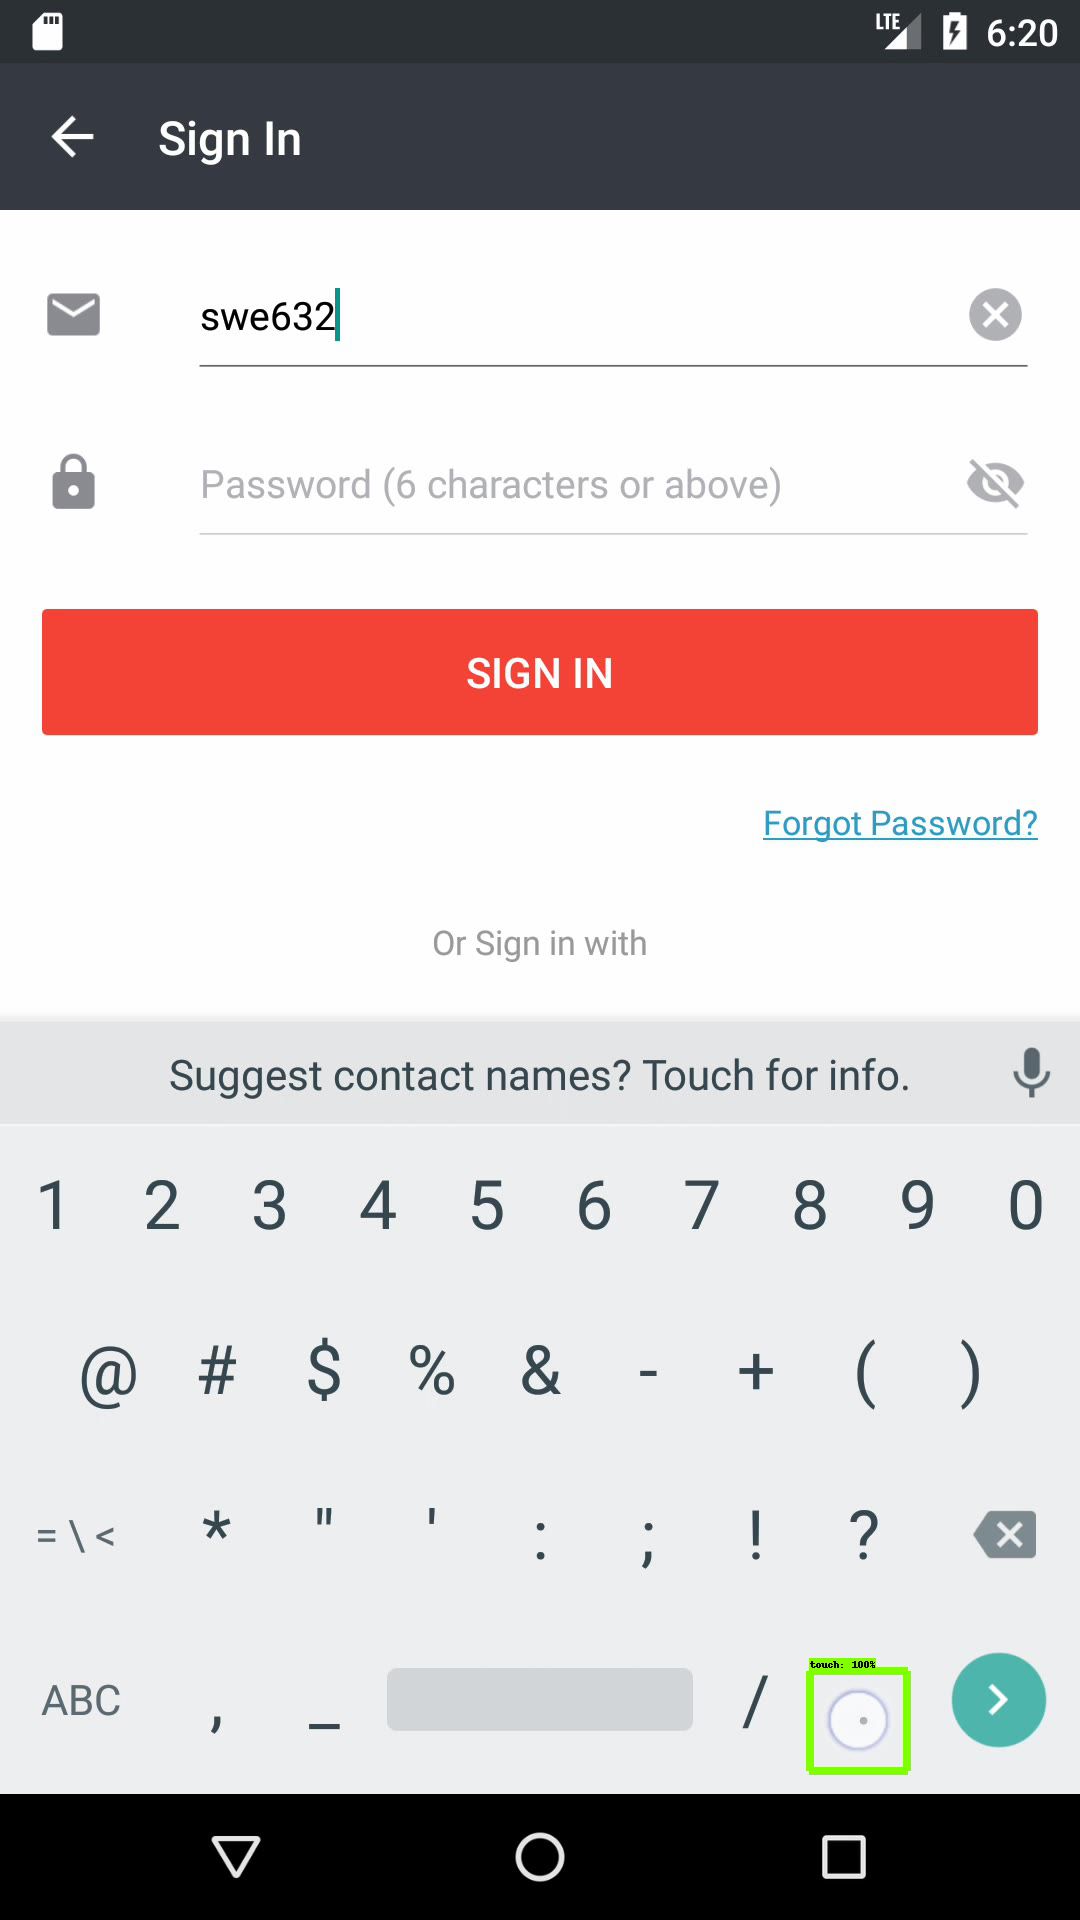 LTE 6:20
Sign In
swe632
Password (6 characters or above)
SIGN IN
Forgot Password?
Or Sign in with
Suggest contact names? Touch for info.
1 2 3 4 5 6 7 8 9 0
@ # $ % & - + ( )
= \ < * " ' : ; ! ?
touch: 100%
ABC , _ / .